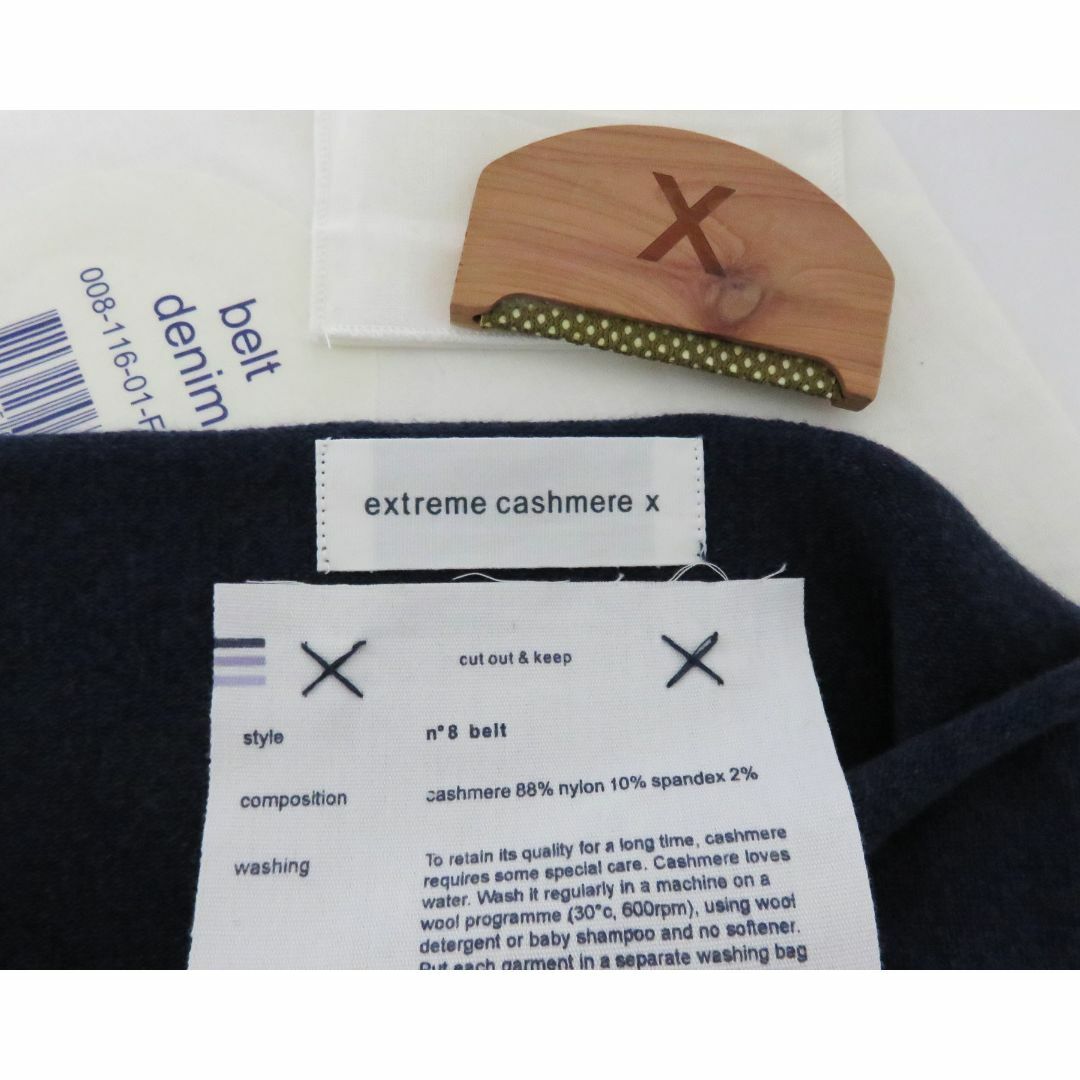 X
belt
denim
008-116-01-F
extreme cashmere x
cut out & keep
style n°8 belt
composition cashmere 88% nylon 10% spandex 2%
washing To retain its quality for a long time, cashmere
requires some special care. Cashmere loves
water. Wash it regularly in a machine on a
wool programme (30°c, 600rpm), using wool
detergent or baby shampoo and no softener.
Put each garment in a separate washing bag